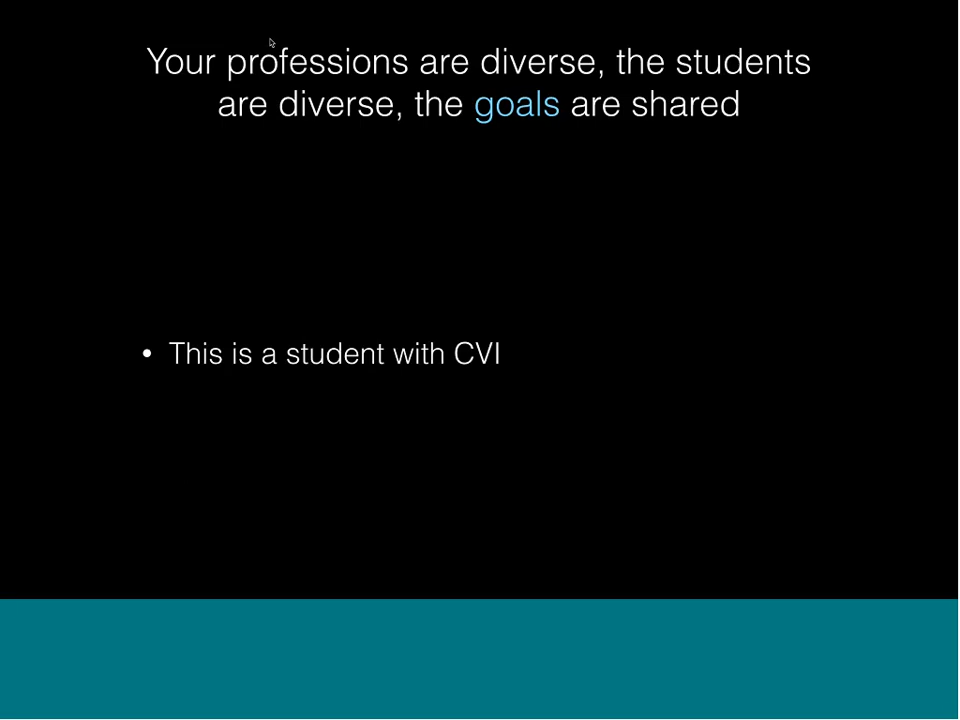 Your professions are diverse, the students
are diverse, the goals are shared
• This is a student with CVI